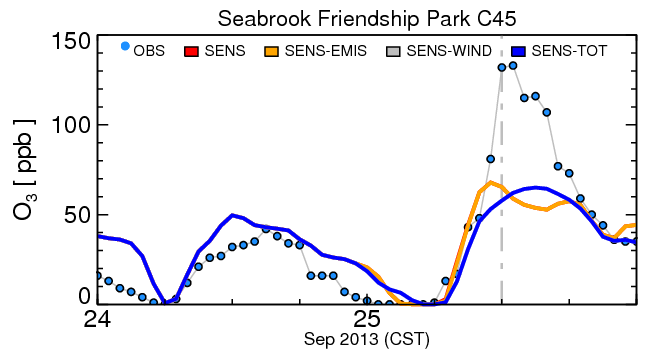 Seabrook Friendship Park C45
OBS SENS SENS-EMIS SENS-WIND SENS-TOT
150
100
50
0
O3 [ ppb ]
24 25
Sep 2013 (CST)